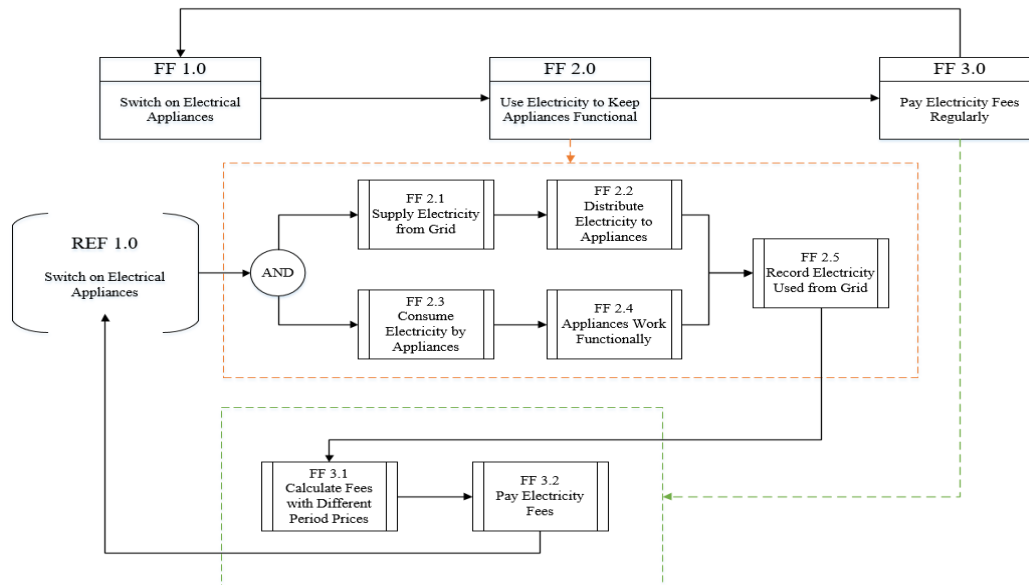 FF 1.0
Switch on Electrical
Appliances
FF 2.0
Use Electricity to Keep
Appliances Functional
FF 3.0
Pay Electricity Fees
Regularly
REF 1.0
Switch on Electrical
Appliances
AND
FF 2.1
Supply Electricity
from Grid
FF 2.2
Distribute
Electricity to
Appliances
FF 2.3
Consume
Electricity by
Appliances
FF 2.4
Appliances Work
Functionally
FF 2.5
Record Electricity
Used from Grid
FF 3.1
Calculate Fees
with Different
Period Prices
FF 3.2
Pay Electricity
Fees